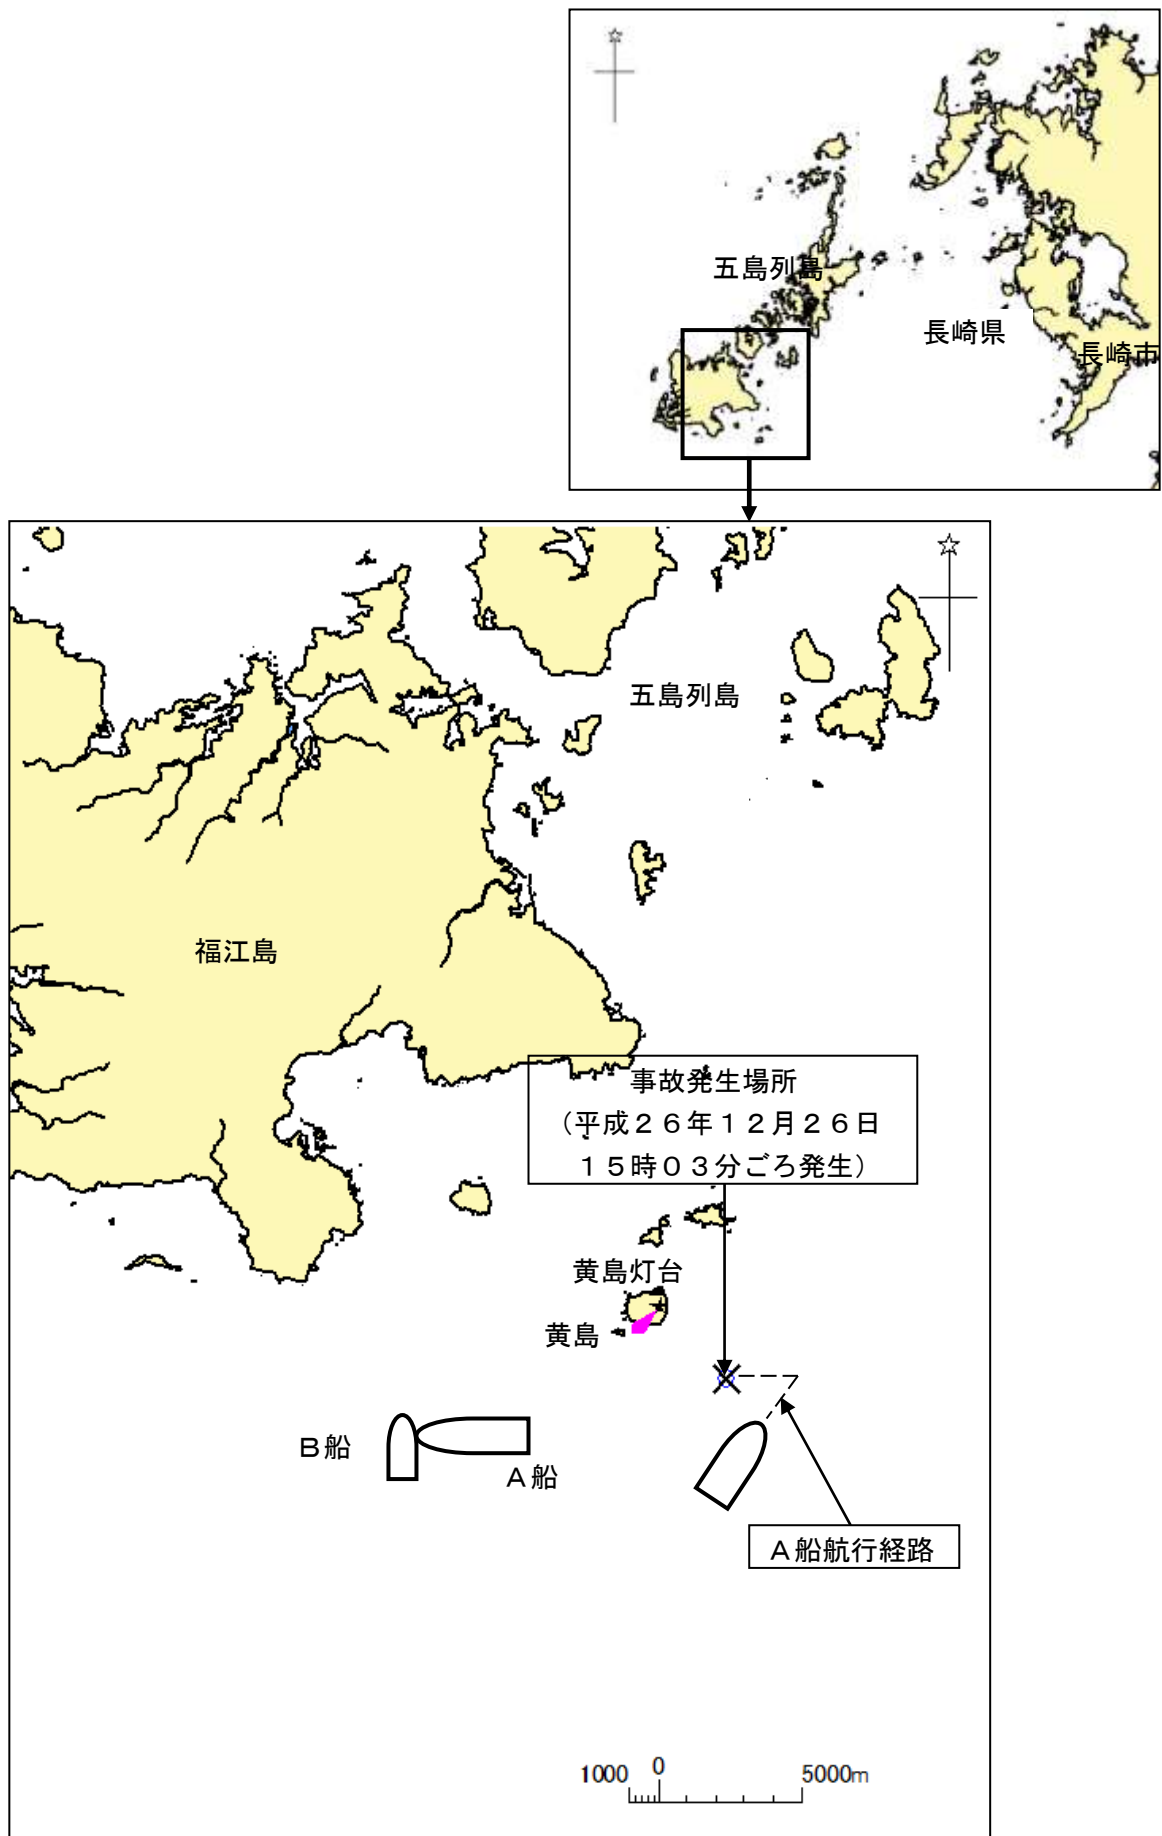 五島列島
長崎県
長崎市
五島列島
福江島
事故発生場所
（平成２６年１２月２６日
１５時０３分ごろ発生）
黄島灯台
黄島
Ｂ船
Ａ船
Ａ船航行経路
1000 0 5000m